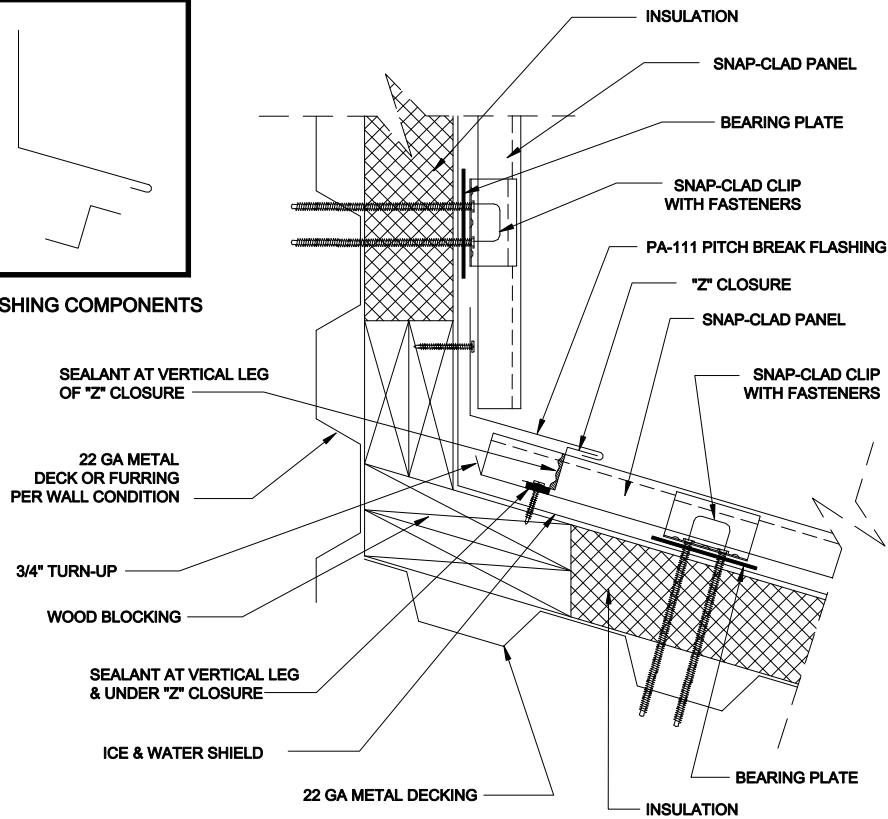 INSULATION
SNAP-CLAD PANEL
BEARING PLATE
SNAP-CLAD CLIP
WITH FASTENERS
PA-111 PITCH BREAK FLASHING
"Z" CLOSURE
SNAP-CLAD PANEL
SNAP-CLAD CLIP
WITH FASTENERS
SHING COMPONENTS
SEALANT AT VERTICAL LEG
OF "Z" CLOSURE
22 GA METAL
DECK OR FURRING
PER WALL CONDITION
3/4" TURN-UP
WOOD BLOCKING
SEALANT AT VERTICAL LEG
& UNDER "Z" CLOSURE
ICE & WATER SHIELD
22 GA METAL DECKING
BEARING PLATE
INSULATION